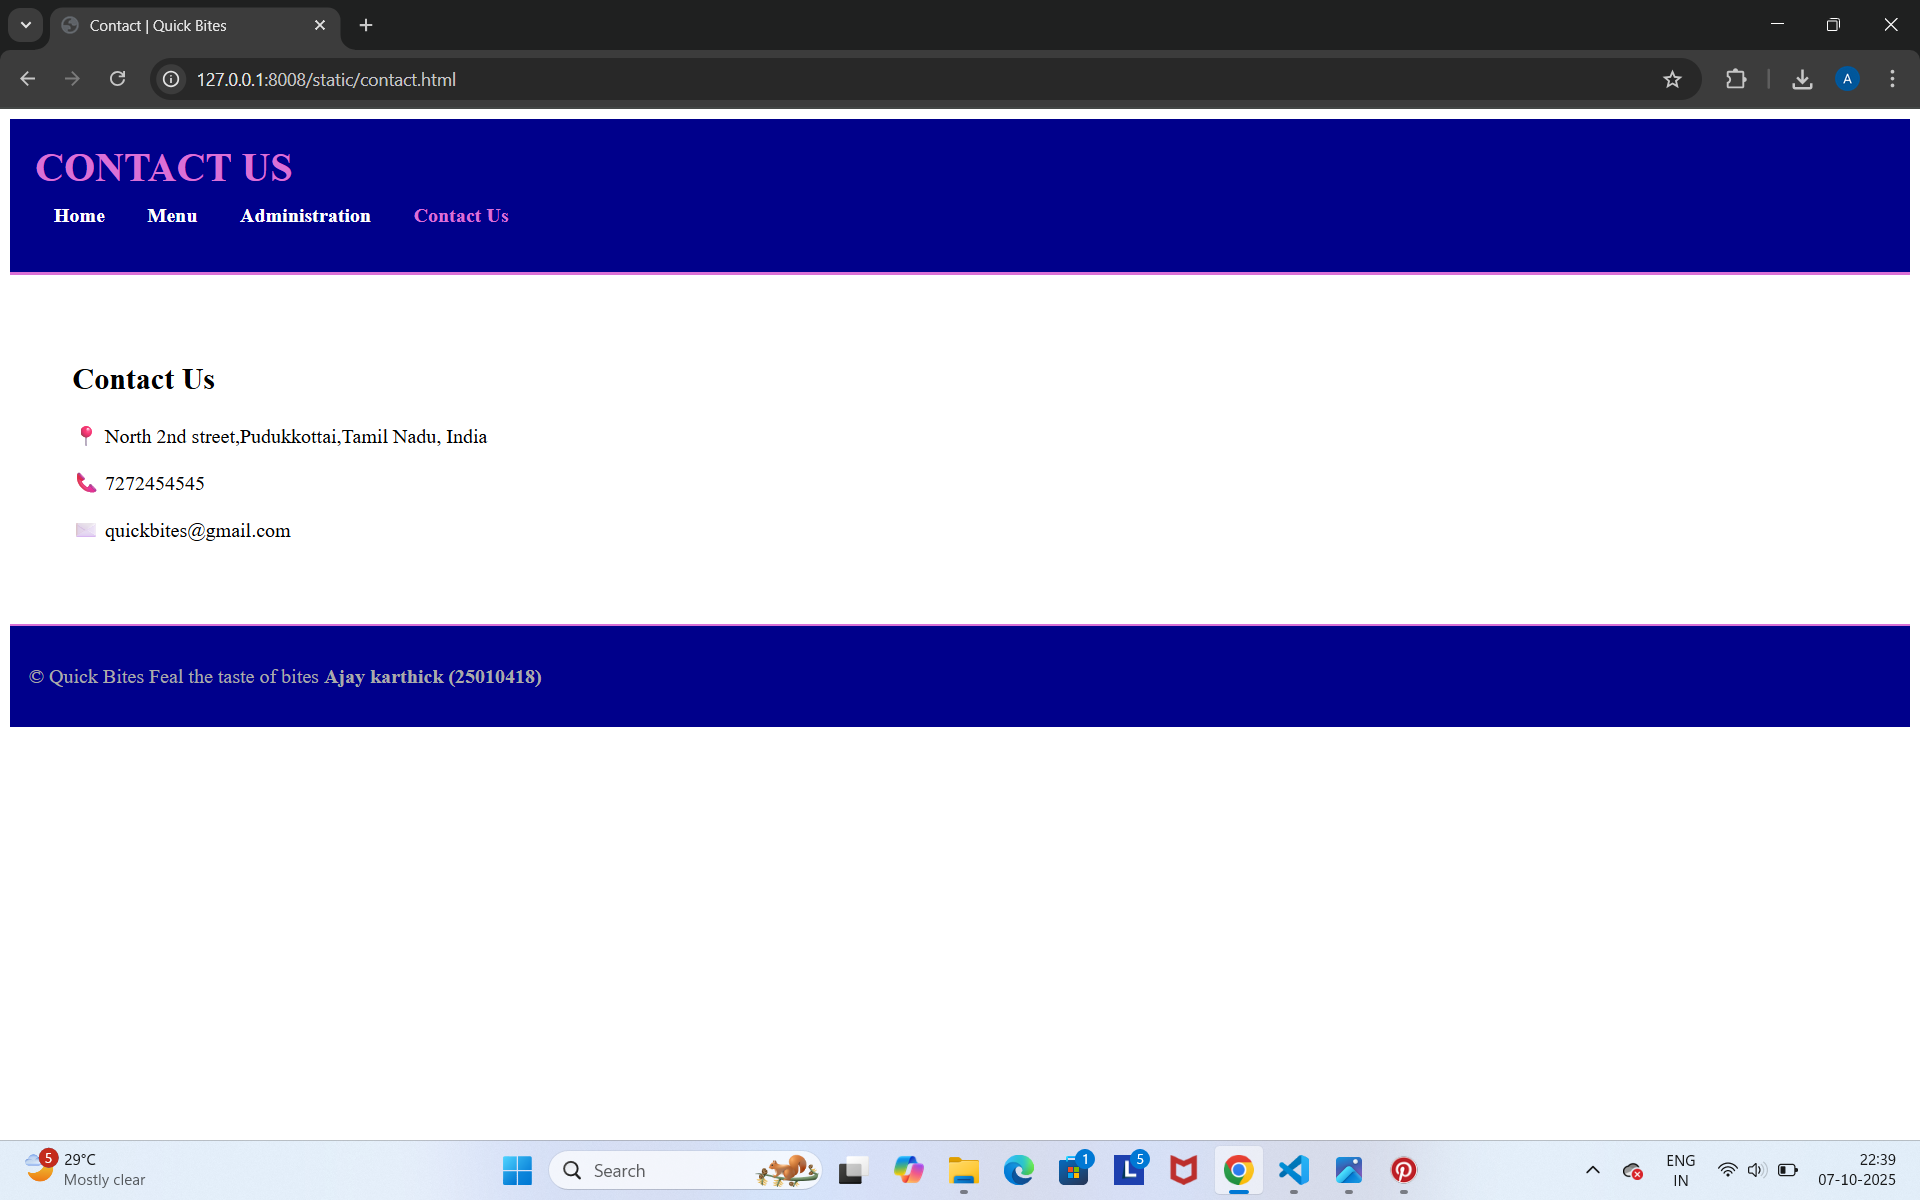 Contact | Quick Bites
127.0.0.1:8008/static/contact.html
A
CONTACT US
Home Menu Administration Contact Us
Contact Us
📍 North 2nd street,Pudukkottai,Tamil Nadu, India
📞 7272454545
✉️ quickbites@gmail.com
© Quick Bites Feal the taste of bites Ajay karthick (25010418)
5
29°C
Mostly clear
Search
1
L
5
ENG
IN
22:39
07-10-2025